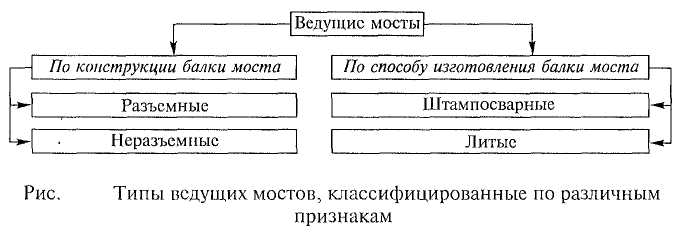 Ведущие мосты
По конструкции балки моста
По способу изготовления балки моста
Разъемные
Штампосварные
Неразъемные
Литые
Рис. Типы ведущих мостов, классифицированные по различным
признакам